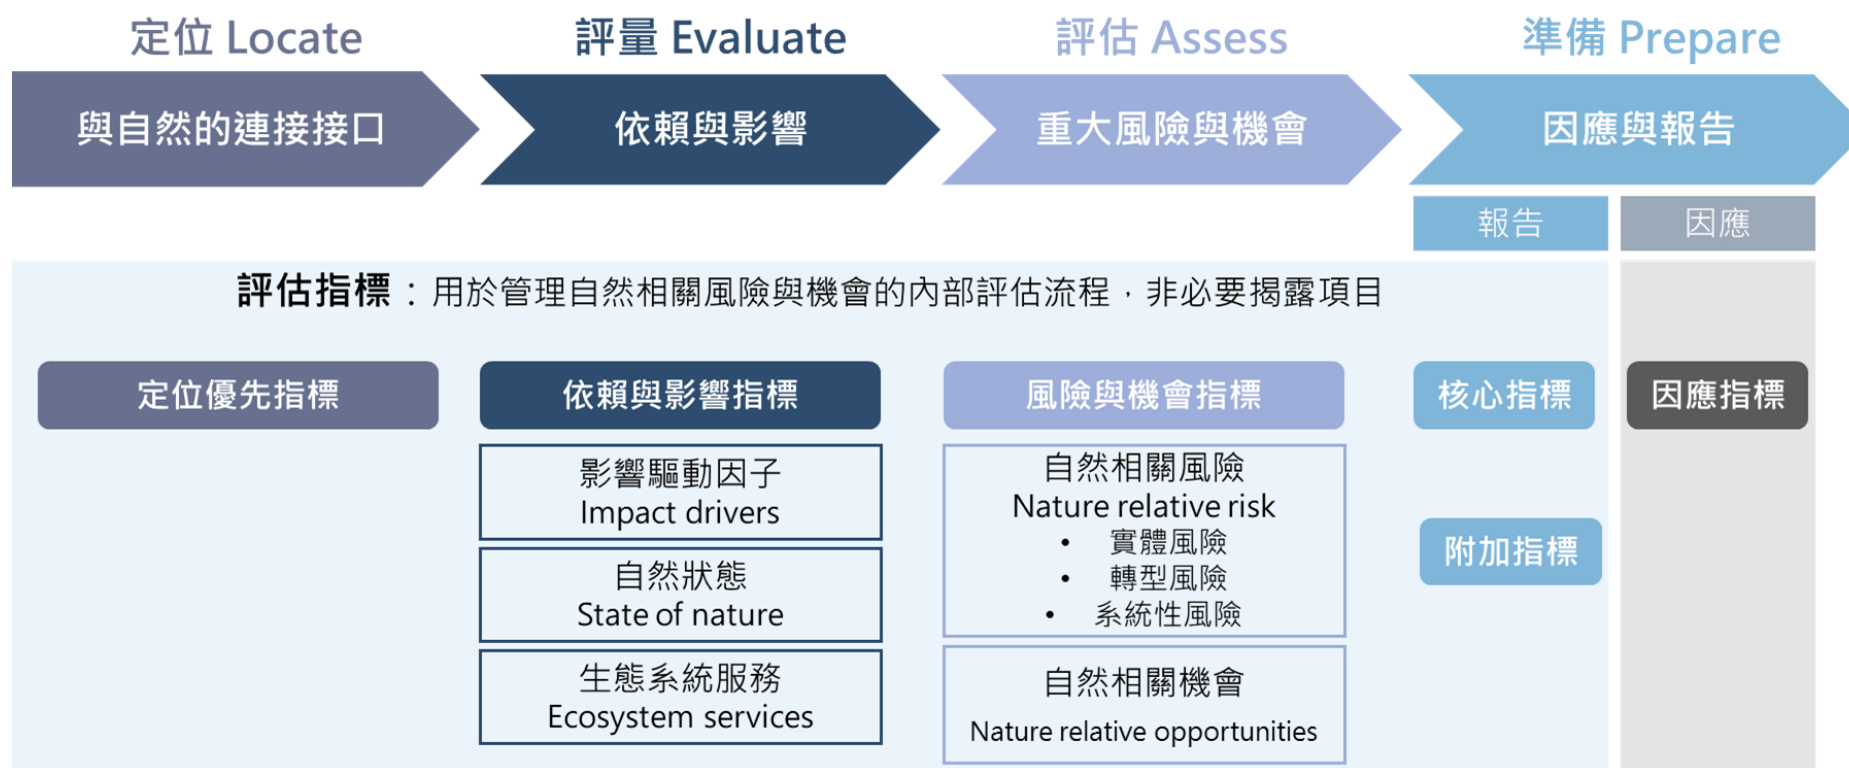 定位 Locate
評量 Evaluate
評估 Assess
準備 Prepare
與自然的連接接口
依賴與影響
重大風險與機會
因應與報告
報告
因應
評估指標：用於管理自然相關風險與機會的內部評估流程，非必要揭露項目
定位優先指標
依賴與影響指標
風險與機會指標
核心指標
因應指標
影響驅動因子
Impact drivers
自然狀態
State of nature
生態系統服務
Ecosystem services
自然相關風險
Nature relative risk
• 實體風險
• 轉型風險
• 系統性風險
自然相關機會
Nature relative opportunities
附加指標